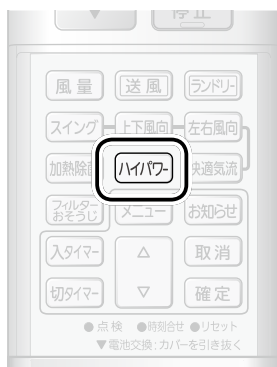 停止
風量 送風 ランドリー
スイング 上下風向 左右風向
加熱除 ハイパワー 快適気流
フィルター
おそうじ メニュー お知らせ
入タイマー △ 取消
切タイマー ▽ 確定
●点検 ●時刻合せ ●リセット
▼電池交換:カバーを引き抜く